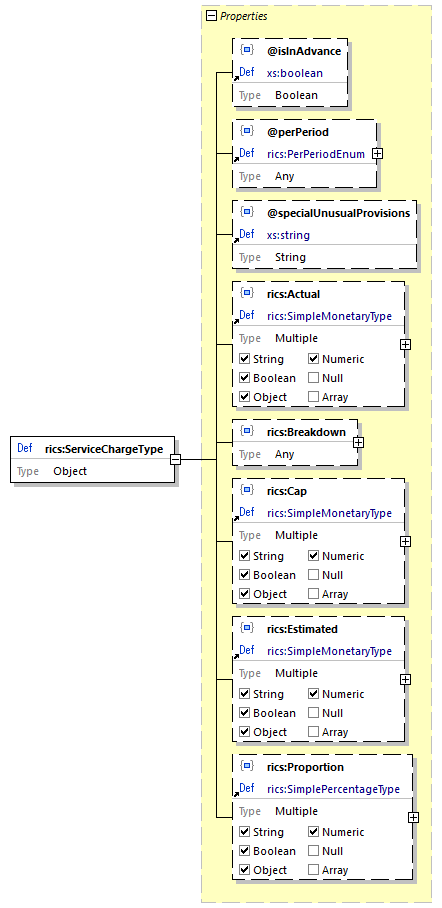 Properties
@isInAdvance
Def xs:boolean
Type Boolean
@perPeriod
Def rics:PerPeriodEnum
Type Any
@specialUnusualProvisions
Def xs:string
Type String
rics:Actual
Def rics:SimpleMonetaryType
Type Multiple
String Numeric
Boolean Null
Object Array
Def rics:ServiceChargeType
Type Object
rics:Breakdown
Type Any
rics:Cap
Def rics:SimpleMonetaryType
Type Multiple
String Numeric
Boolean Null
Object Array
rics:Estimated
Def rics:SimpleMonetaryType
Type Multiple
String Numeric
Boolean Null
Object Array
rics:Proportion
Def rics:SimplePercentageType
Type Multiple
String Numeric
Boolean Null
Object Array